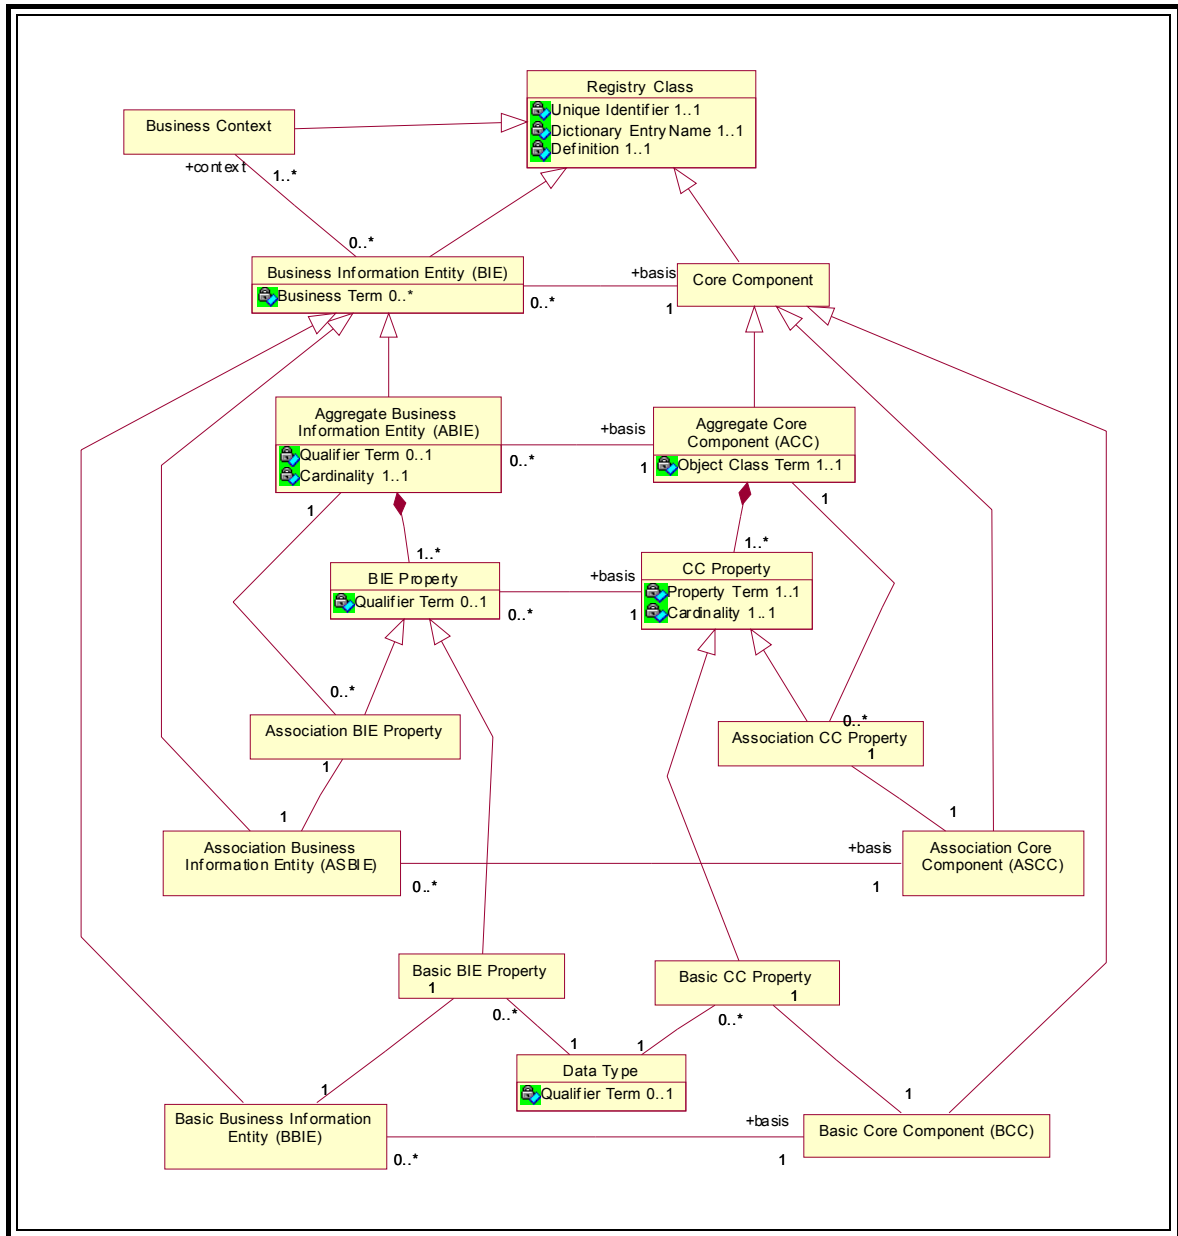 Registry Class
Unique Identifier 1..1
Dictionary Entry Name 1..1
Definition 1..1
Business Context
+context
1..*
0..*
Business Information Entity (BIE)
Business Term 0..*
+basis
0..*
1
Core Component
Aggregate Business
Information Entity (ABIE)
Qualifier Term 0..1
Cardinality 1..1
+basis
0..*
1
Aggregate Core
Component (ACC)
Object Class Term 1..1
1
1
1..*
1..*
BIE Property
Qualifier Term 0..1
+basis
0..*
1
CC Property
Property Term 1..1
Cardinality 1..1
0..*
Association BIE Property
1
0..*
Association CC Property
1
1
1
Association Business
Information Entity (ASBIE)
+basis
0..*
1
Association Core
Component (ASCC)
Basic BIE Property
1
0..*
Basic CC Property
1
0..*
1
1
Data Type
Qualifier Term 0..1
1
1
Basic Business Information
Entity (BBIE)
+basis
0..*
1
Basic Core Component (BCC)